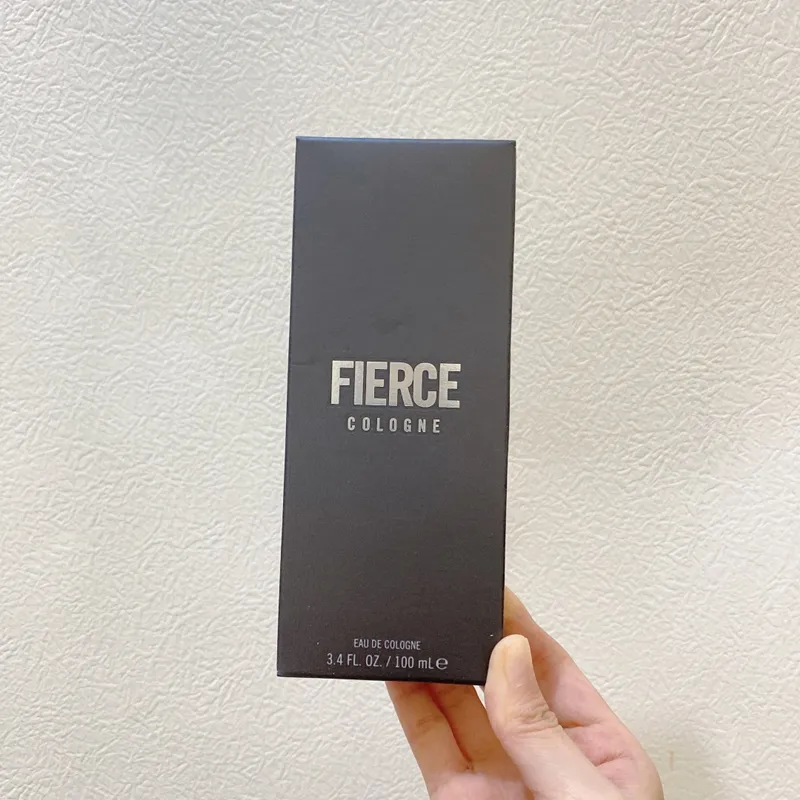 FIERCE
COLOGNE
EAU DE COLOGNE
3.4 FL. OZ. / 100 mL ℮